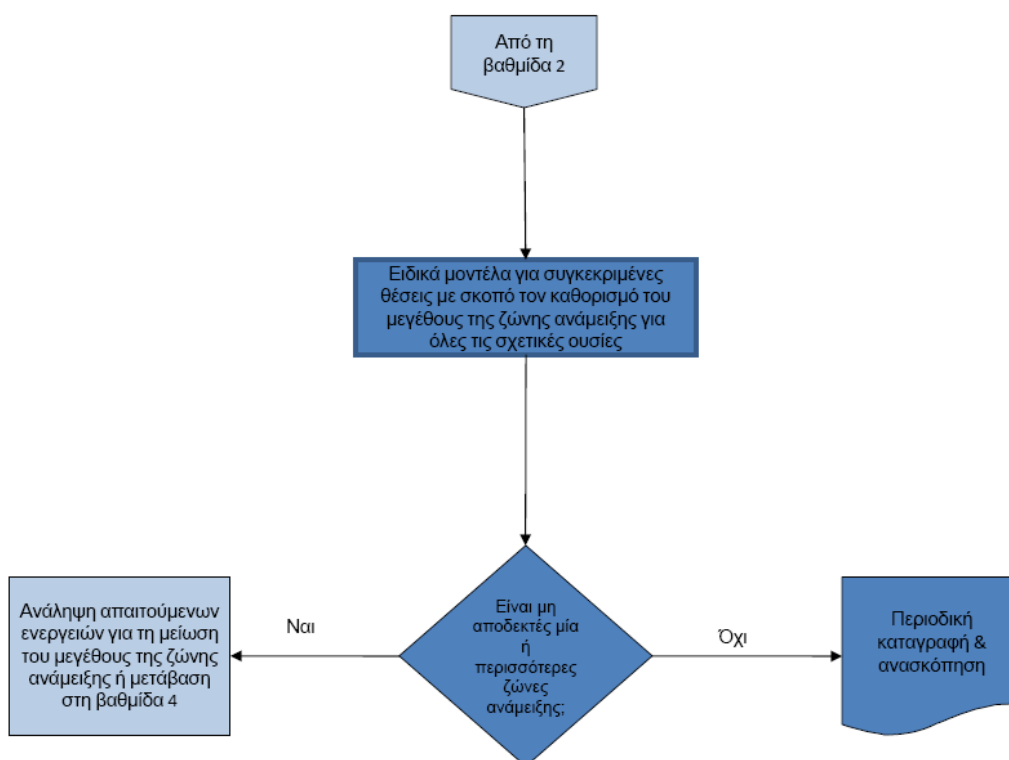 Από τη
βαθμίδα 2
Ειδικά μοντέλα για συγκεκριμένες
θέσεις με σκοπό τον καθορισμό του
μεγέθους της ζώνης ανάμειξης για
όλες τις σχετικές ουσίες
Ανάληψη απαιτούμενων
ενεργειών για τη μείωση
του μεγέθους της ζώνης
ανάμειξης ή μετάβαση
στη βαθμίδα 4
Ναι
Είναι μη
αποδεκτές μία
ή
περισσότερες
ζώνες
ανάμειξης;
Όχι
Περιοδική
καταγραφή &
ανασκόπηση